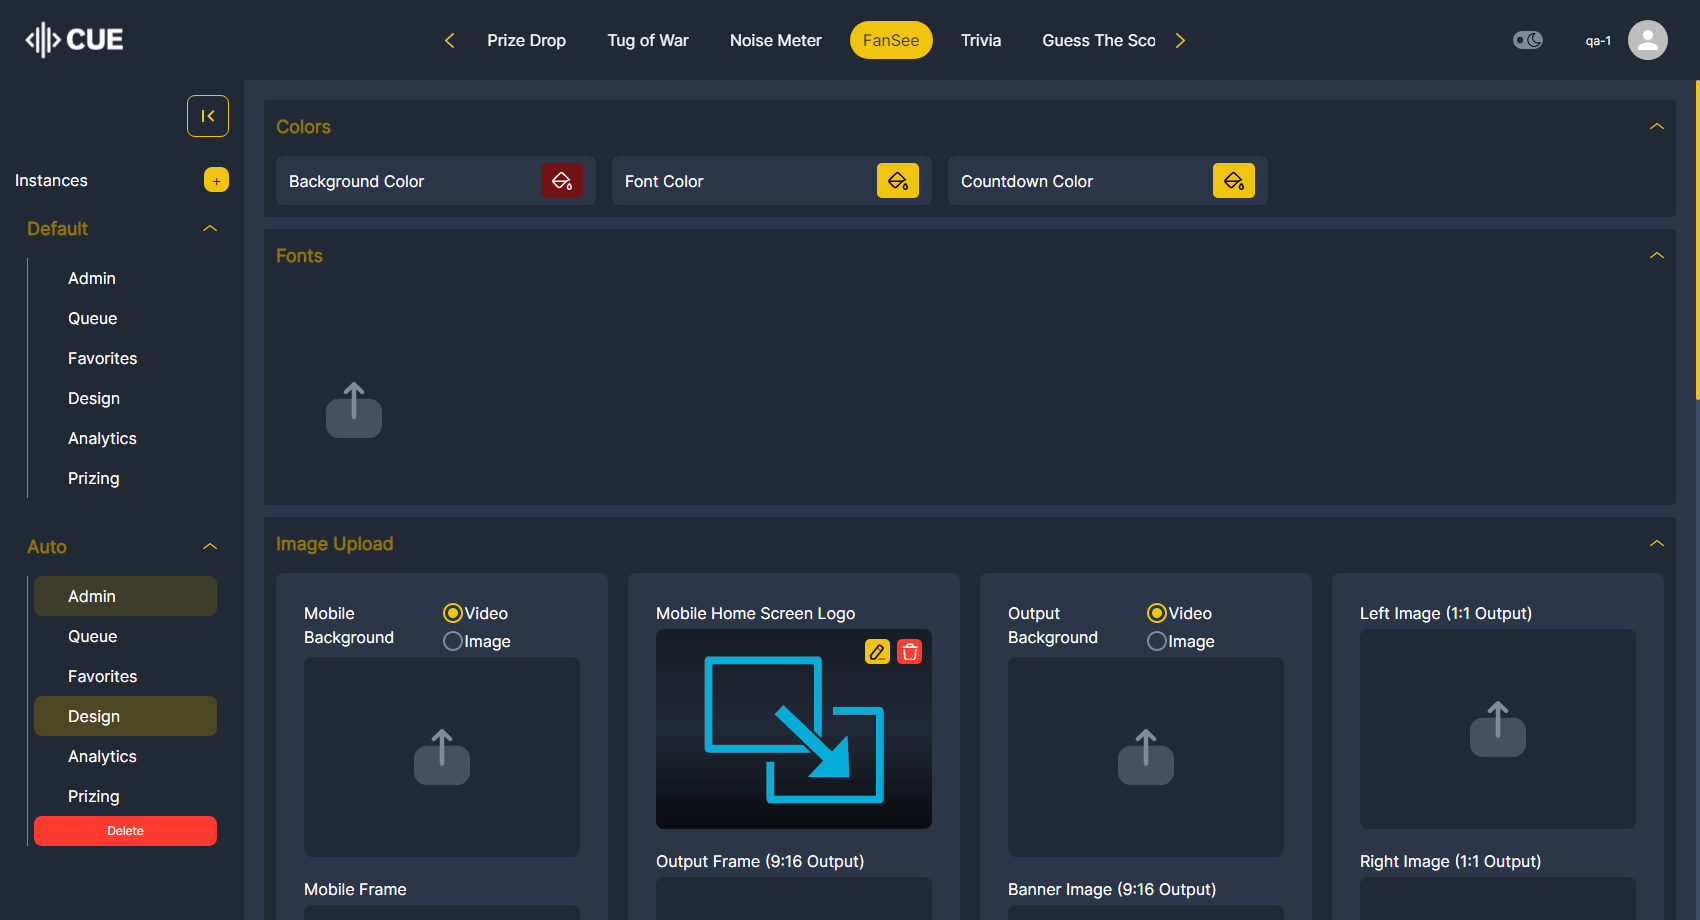 CUE
Prize Drop
Tug of War
Noise Meter
FanSee
Trivia
Guess The Sco
qa-1
Instances
+
Default
Admin
Queue
Favorites
Design
Analytics
Prizing
Auto
Admin
Queue
Favorites
Design
Analytics
Prizing
Delete
Colors
Background Color
Font Color
Countdown Color
Fonts
Image Upload
Mobile
Background
Video
Image
Mobile Home Screen Logo
Output
Background
Video
Image
Left Image (1:1 Output)
Mobile Frame
Output Frame (9:16 Output)
Banner Image (9:16 Output)
Right Image (1:1 Output)